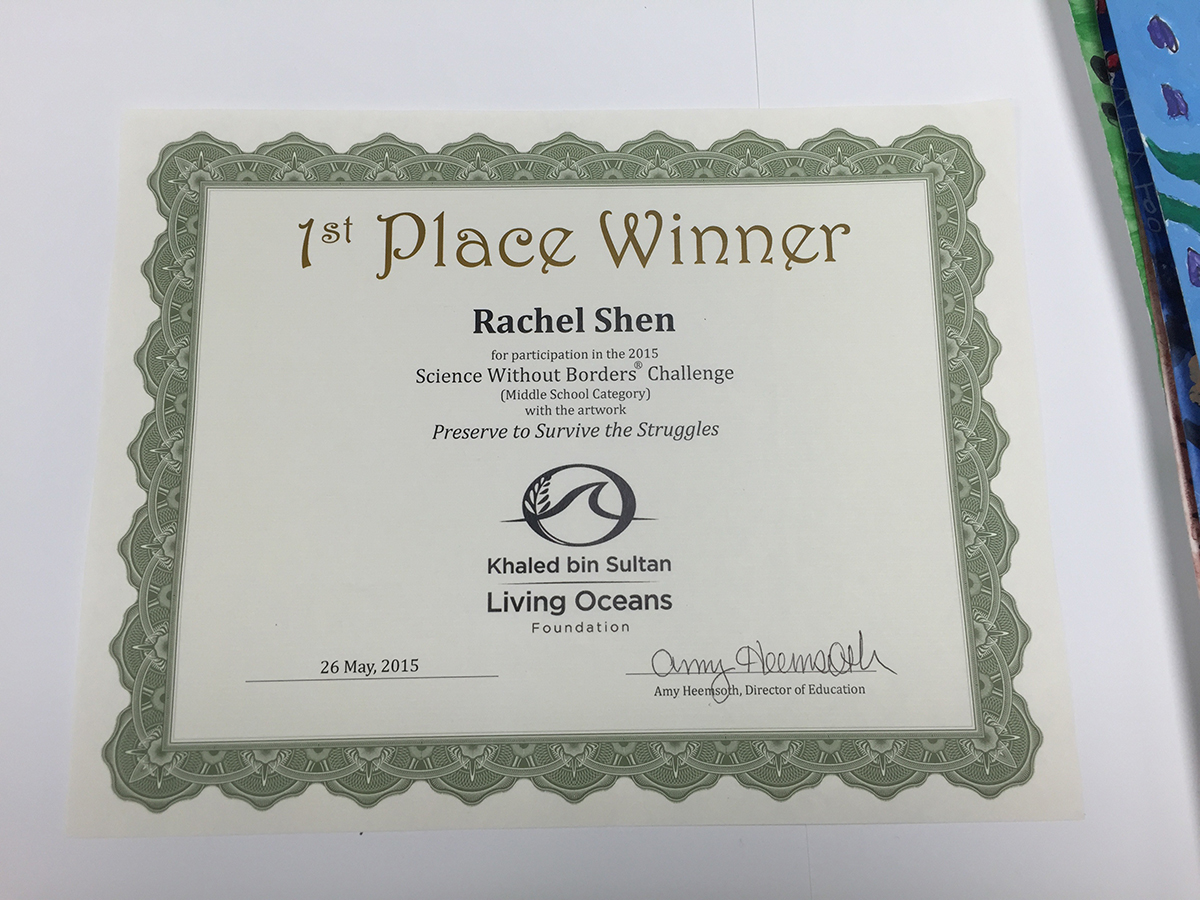 1st Place Winner
Rachel Shen
for participation in the 2015
Science Without Borders® Challenge
(Middle School Category)
with the artwork
Preserve to Survive the Struggles
Khaled bin Sultan
Living Oceans
Foundation
26 May, 2015
Amy Heemsoth
Amy Heemsoth, Director of Education